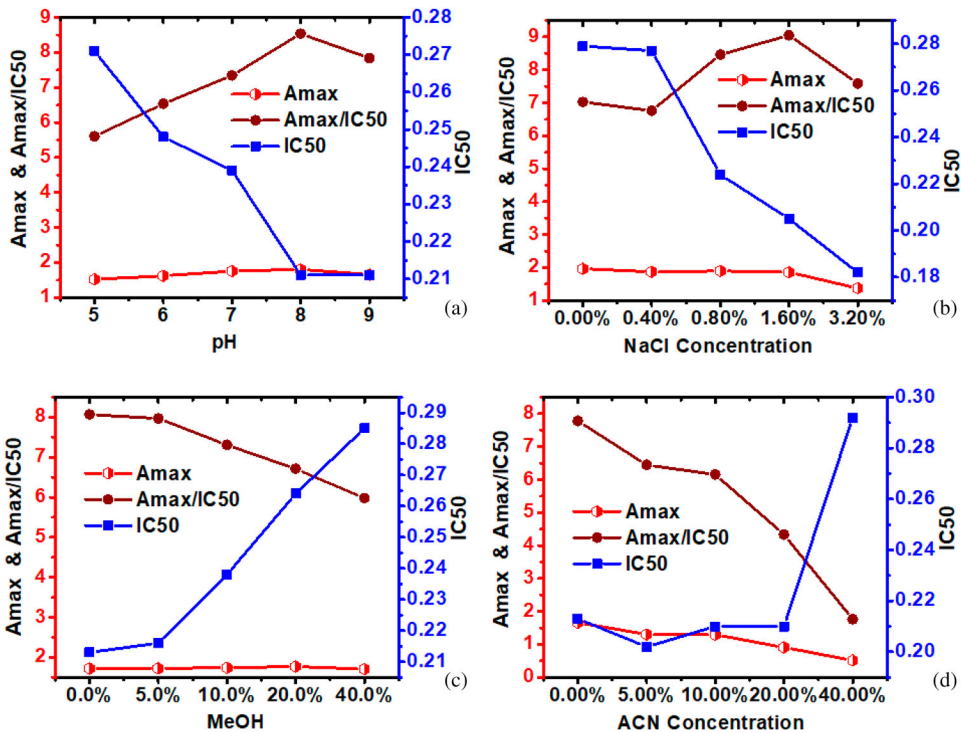 9
8
7
6
5
4
3
2
1
Amax & Amax/IC50
0.28
0.27
0.26
0.25
0.24
0.23
0.22
0.21
IC50
Amax
Amax/IC50
IC50
5 6 7 8 9
pH
(a)
9
8
7
6
5
4
3
2
1
Amax & Amax/IC50
0.28
0.26
0.24
0.22
0.20
0.18
IC50
Amax
Amax/IC50
IC50
0.00% 0.40% 0.80% 1.60% 3.20%
NaCl Concentration
(b)
8
7
6
5
4
3
2
Amax & Amax/IC50
0.29
0.28
0.27
0.26
0.25
0.24
0.23
0.22
0.21
IC50
Amax
Amax/IC50
IC50
0.0% 5.0% 10.0% 20.0% 40.0%
MeOH
(c)
8
7
6
5
4
3
2
1
0
Amax & Amax/IC50
0.30
0.28
0.26
0.24
0.22
0.20
IC50
Amax
Amax/IC50
IC50
0.00% 5.00% 10.00% 20.00% 40.00%
ACN Concentration
(d)